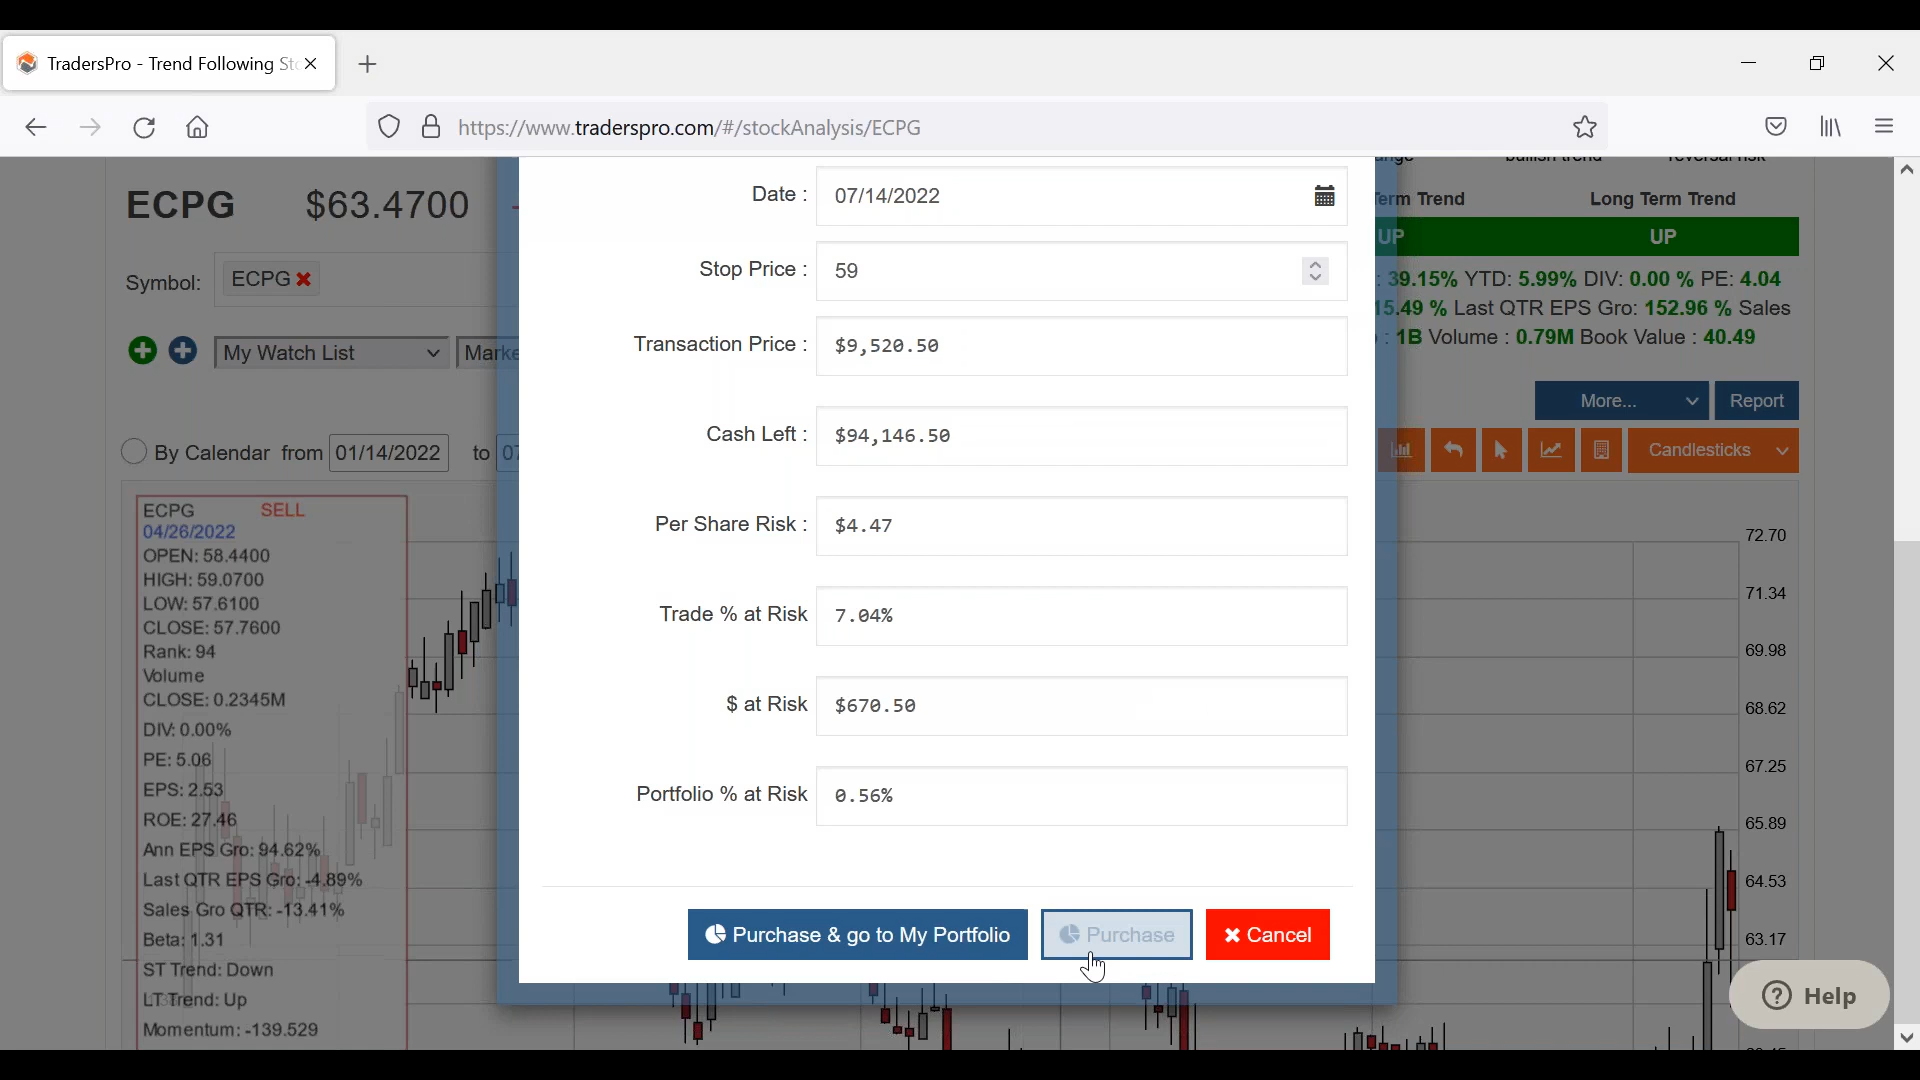 TradersPro - Trend Following Sto
https://www.traderspro.com/#/stockAnalysis/ECPG
ECPG $63.4700
Symbol: ECPG
My Watch List
By Calendar from 01/14/2022 to 07
ECPG SELL
04/26/2022
OPEN: 58.4400
HIGH: 59.0700
LOW: 57.6100
CLOSE: 57.7600
Rank: 94
Volume
CLOSE: 0.2345M
DIV: 0.00%
PE: 5.06
EPS: 2.53
ROE: 27.46
Ann EPS Gro: 94.62%
Last QTR EPS Gro: -4.89%
Sales Gro QTR: -13.41%
Beta: 1.31
ST Trend: Down
LT Trend: Up
Momentum: -139.529
Date : 07/14/2022
Stop Price : 59
Transaction Price : $9,520.50
Cash Left : $94,146.50
Per Share Risk : $4.47
Trade % at Risk 7.04%
$ at Risk $670.50
Portfolio % at Risk 0.56%
Purchase & go to My Portfolio Purchase Cancel
bullish trend reversal risk
Term Trend Long Term Trend
UP UP
: 39.15% YTD: 5.99% DIV: 0.00 % PE: 4.04
15.49 % Last QTR EPS Gro: 152.96 % Sales
: 1B Volume : 0.79M Book Value : 40.49
More... Report
Candlesticks
72.70
71.34
69.98
68.62
67.25
65.89
64.53
63.17
Help